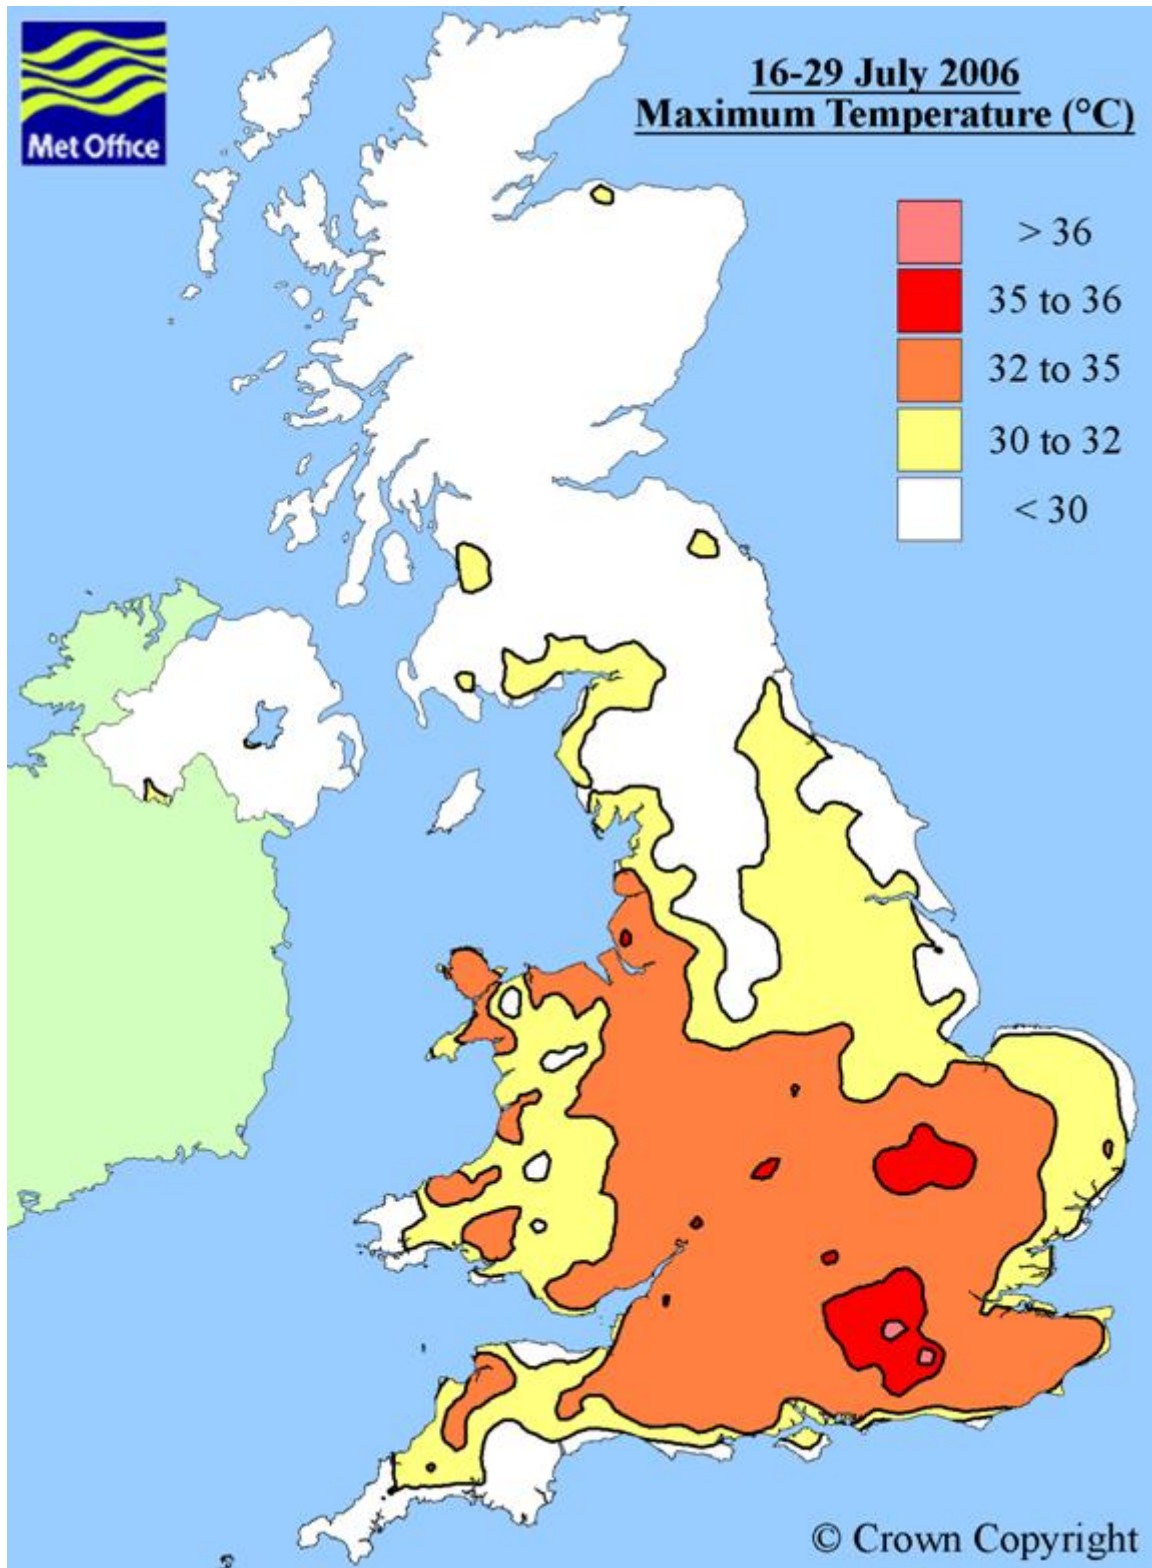 Met Office
16-29 July 2006
Maximum Temperature (°C)
> 36
35 to 36
32 to 35
30 to 32
< 30
© Crown Copyright